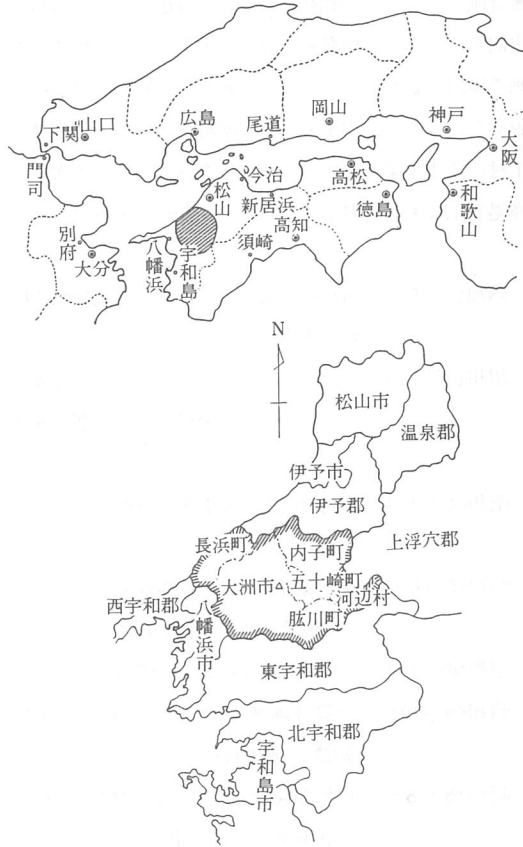 下関
山口
広島
尾道
岡山
神戸
大阪
門司
今治
松山
新居浜
高松
徳島
和歌山
別府
大分
八幡浜
宇和島
須崎
高知
N
松山市
温泉郡
伊予市
伊予郡
上浮穴郡
長浜町
内子町
大洲市
五十崎町
河辺村
肱川町
西宇和郡
八幡浜市
東宇和郡
北宇和郡
宇和島市